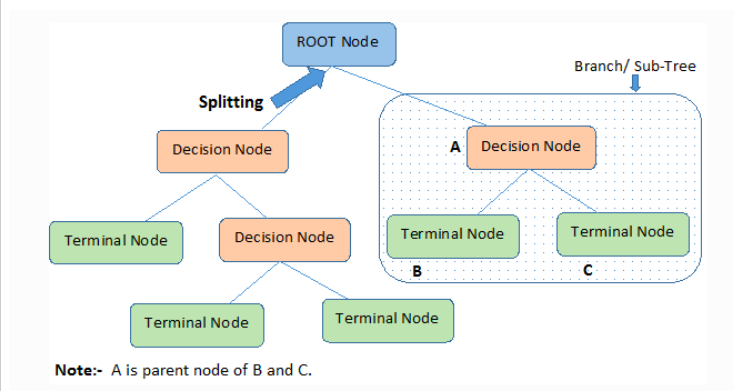 ROOT Node
Branch/ Sub-Tree
Splitting
Decision Node
A
Decision Node
Terminal Node
Decision Node
Terminal Node
Terminal Node
B
C
Terminal Node
Terminal Node
Note:- A is parent node of B and C.